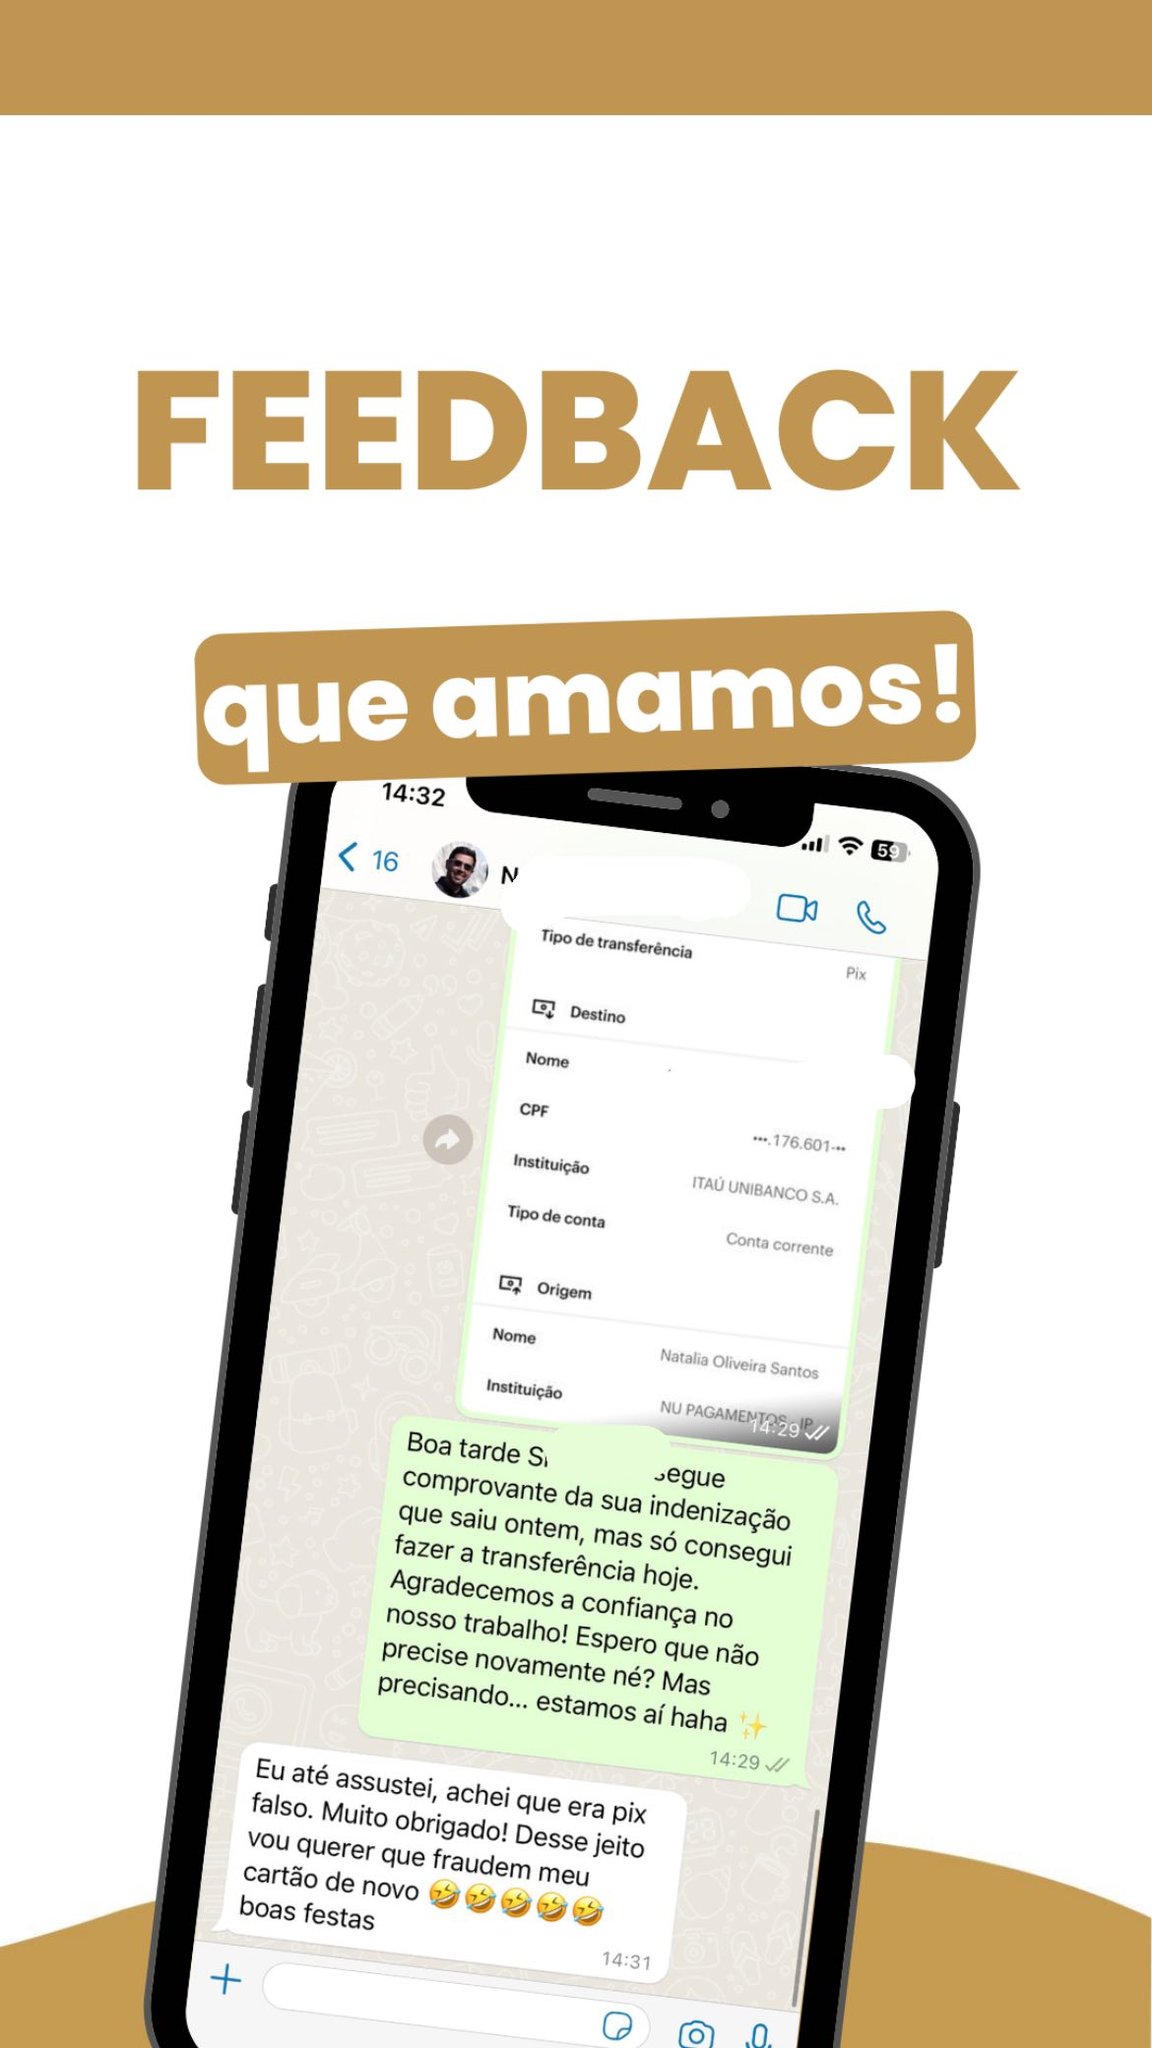 FEEDBACK
que amamos!
14:32
59
16
N
Tipo de transferência
Pix
Destino
Nome
CPF
•••.176.601-••
Instituição
ITAÚ UNIBANCO S.A.
Tipo de conta
Conta corrente
Origem
Nome
Natalia Oliveira Santos
Instituição
NU PAGAMENTOS - IP
14:29
Boa tarde S segue
comprovante da sua indenização
que saiu ontem, mas só consegui
fazer a transferência hoje.
Agradecemos a confiança no
nosso trabalho! Espero que não
precise novamente né? Mas
precisando... estamos aí haha ✨
14:29
Eu até assustei, achei que era pix
falso. Muito obrigado! Desse jeito
vou querer que fraudem meu
cartão de novo 🤣🤣🤣🤣🤣
boas festas
14:31